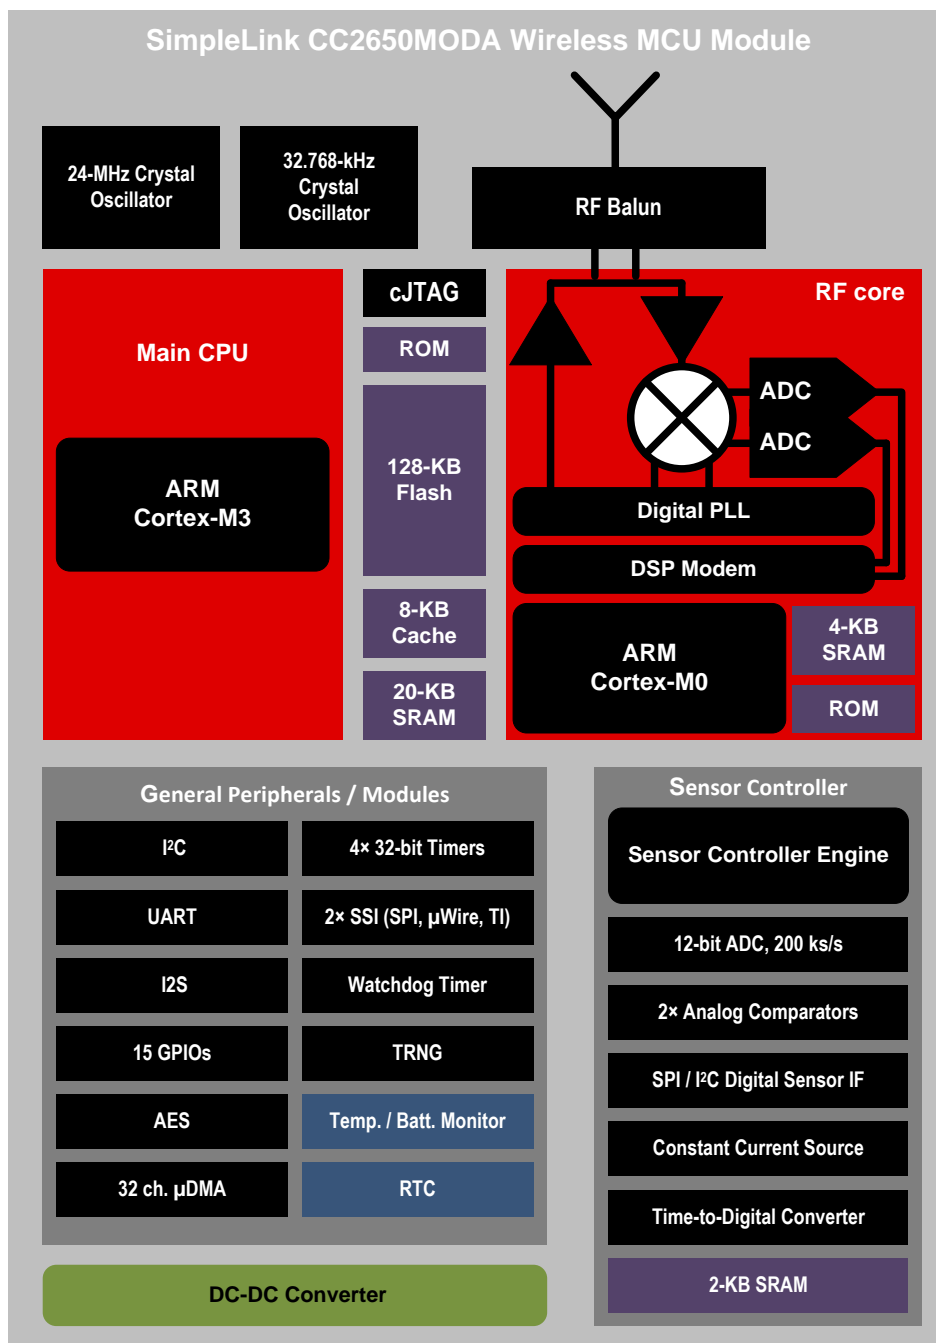 SimpleLink CC2650MODA Wireless MCU Module
24-MHz Crystal
Oscillator
32.768-kHz
Crystal
Oscillator
RF Balun
Main CPU
ARM
Cortex-M3
cJTAG
ROM
128-KB
Flash
8-KB
Cache
20-KB
SRAM
RF core
ADC
ADC
Digital PLL
DSP Modem
ARM
Cortex-M0
4-KB
SRAM
ROM
General Peripherals / Modules
I²C
4× 32-bit Timers
UART
2× SSI (SPI, µWire, TI)
I2S
Watchdog Timer
15 GPIOs
TRNG
AES
Temp. / Batt. Monitor
32 ch. µDMA
RTC
DC-DC Converter
Sensor Controller
Sensor Controller Engine
12-bit ADC, 200 ks/s
2× Analog Comparators
SPI / I²C Digital Sensor IF
Constant Current Source
Time-to-Digital Converter
2-KB SRAM